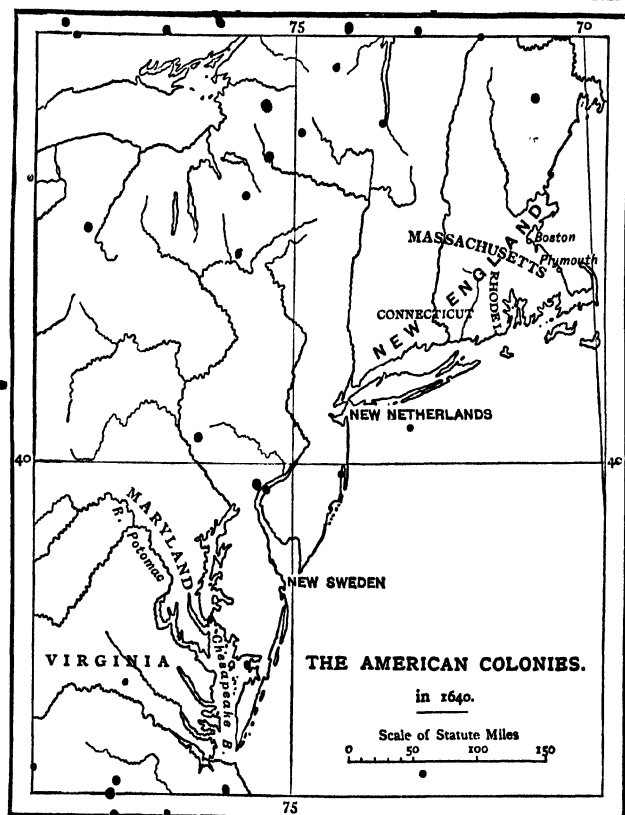 75
70
NEW ENGLAND
MASSACHUSETTS
Boston
Plymouth
RHODE I.
CONNECTICUT
NEW NETHERLANDS
40
40
MARYLAND
R. Potomac
NEW SWEDEN
VIRGINIA
Chesapeake B.
THE AMERICAN COLONIES.
in 1640.
Scale of Statute Miles
0 50 100 150
75